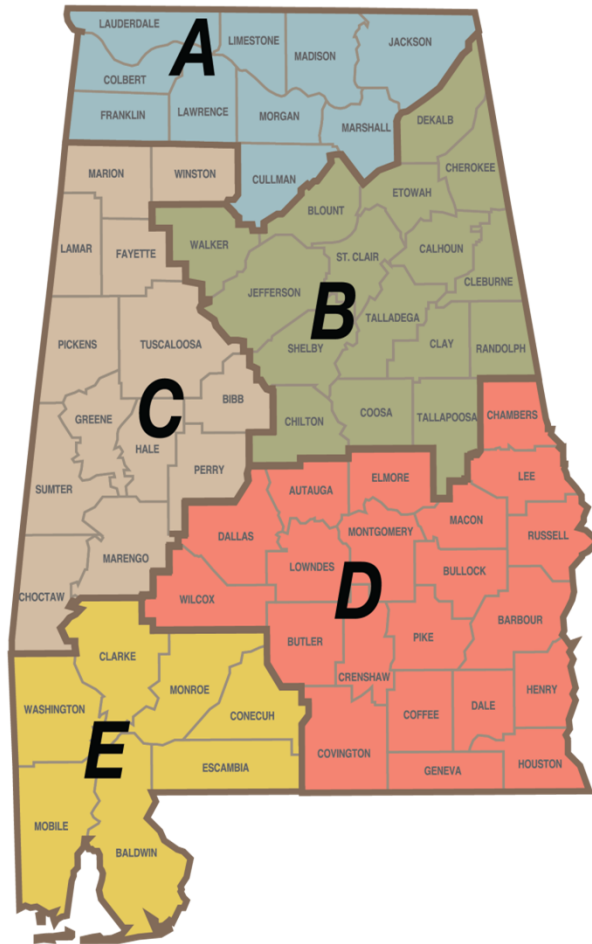 LAUDERDALE
LIMESTONE
MADISON
JACKSON
A
COLBERT
FRANKLIN
LAWRENCE
MORGAN
MARSHALL
CULLMAN
DEKALB
CHEROKEE
ETOWAH
BLOUNT
WALKER
ST. CLAIR
CALHOUN
CLEBURNE
JEFFERSON
B
TALLADEGA
SHELBY
CLAY
RANDOLPH
CHILTON
COOSA
TALLAPOOSA
MARION
WINSTON
LAMAR
FAYETTE
PICKENS
TUSCALOOSA
C
BIBB
GREENE
HALE
PERRY
SUMTER
MARENGO
CHOCTAW
CHAMBERS
LEE
AUTAUGA
ELMORE
DALLAS
MONTGOMERY
MACON
RUSSELL
LOWNDES
BULLOCK
WILCOX
D
BUTLER
PIKE
BARBOUR
CRENSHAW
COFFEE
DALE
HENRY
COVINGTON
GENEVA
HOUSTON
CLARKE
MONROE
WASHINGTON
CONECUH
E
ESCAMBIA
MOBILE
BALDWIN